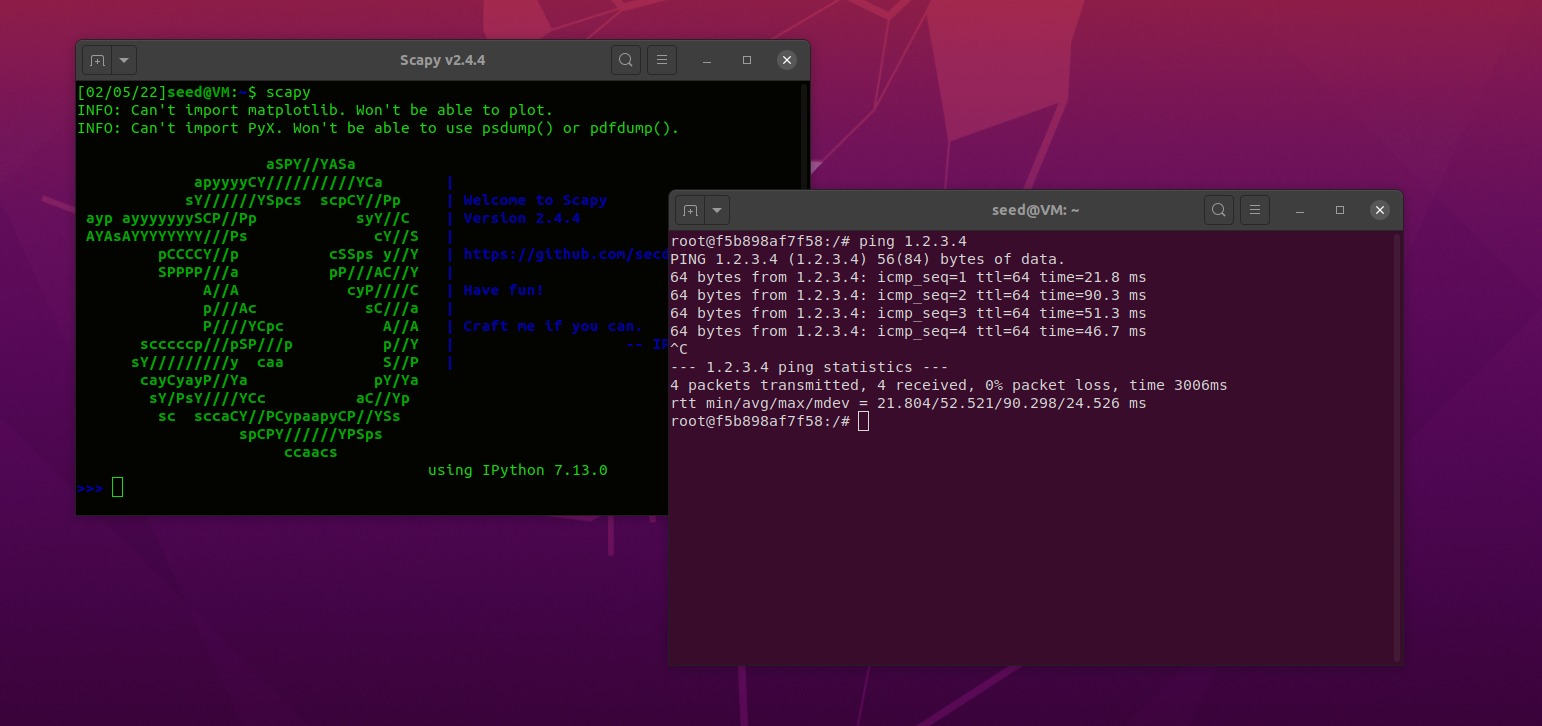 Scapy v2.4.4
[02/05/22]seed@VM:~$ scapy
INFO: Can't import matplotlib. Won't be able to plot.
INFO: Can't import PyX. Won't be able to use psdump() or pdfdump().
                     aSPY//YASa
             apyyyyCY//////////YCa       |
            sY//////YSpcs  scpCY//Pp     | Welcome to Scapy
 ayp ayyyyyyySCP//Pp           syY//C    | Version 2.4.4
 AYAsAYYYYYYYY///Ps              cY//S   |
         pCCCCY//p          cSSps y//Y   | https://github.com/secd
         SPPPP///a          pP///AC//Y   |
              A//A            cyP////C   | Have fun!
              p///Ac            sC///a   |
              P////YCpc           A//A   | Craft me if you can.
       scccccp///pSP///p          p//Y   |                   -- IP
      sY/////////y  caa           S//P   |
       cayCyayP//Ya              pY/Ya
        sY/PsY////YCc          aC//Yp
         sc  sccaCY//PCypaapyCP//YSs
                  spCPY//////YPSps
                       ccaacs
                                       using IPython 7.13.0
>>>
seed@VM: ~
root@f5b898af7f58:/# ping 1.2.3.4
PING 1.2.3.4 (1.2.3.4) 56(84) bytes of data.
64 bytes from 1.2.3.4: icmp_seq=1 ttl=64 time=21.8 ms
64 bytes from 1.2.3.4: icmp_seq=2 ttl=64 time=90.3 ms
64 bytes from 1.2.3.4: icmp_seq=3 ttl=64 time=51.3 ms
64 bytes from 1.2.3.4: icmp_seq=4 ttl=64 time=46.7 ms
^C
--- 1.2.3.4 ping statistics ---
4 packets transmitted, 4 received, 0% packet loss, time 3006ms
rtt min/avg/max/mdev = 21.804/52.521/90.298/24.526 ms
root@f5b898af7f58:/#